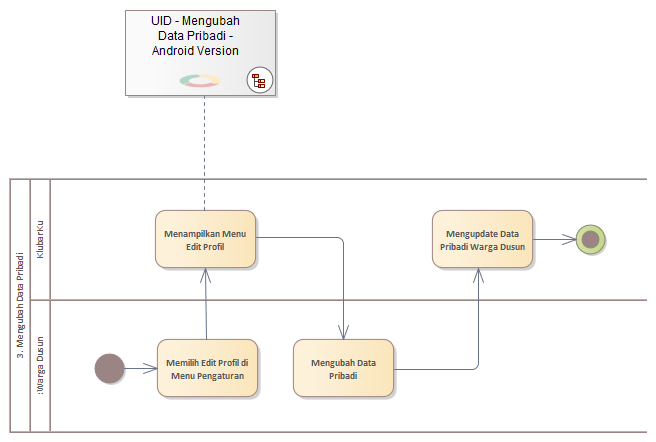 UID - Mengubah
Data Pribadi -
Android Version
3. Mengubah Data Pribadi
KlubarKu
Menampilkan Menu
Edit Profil
Mengupdate Data
Pribadi Warga Dusun
:Warga Dusun
Memilih Edit Profil di
Menu Pengaturan
Mengubah Data
Pribadi